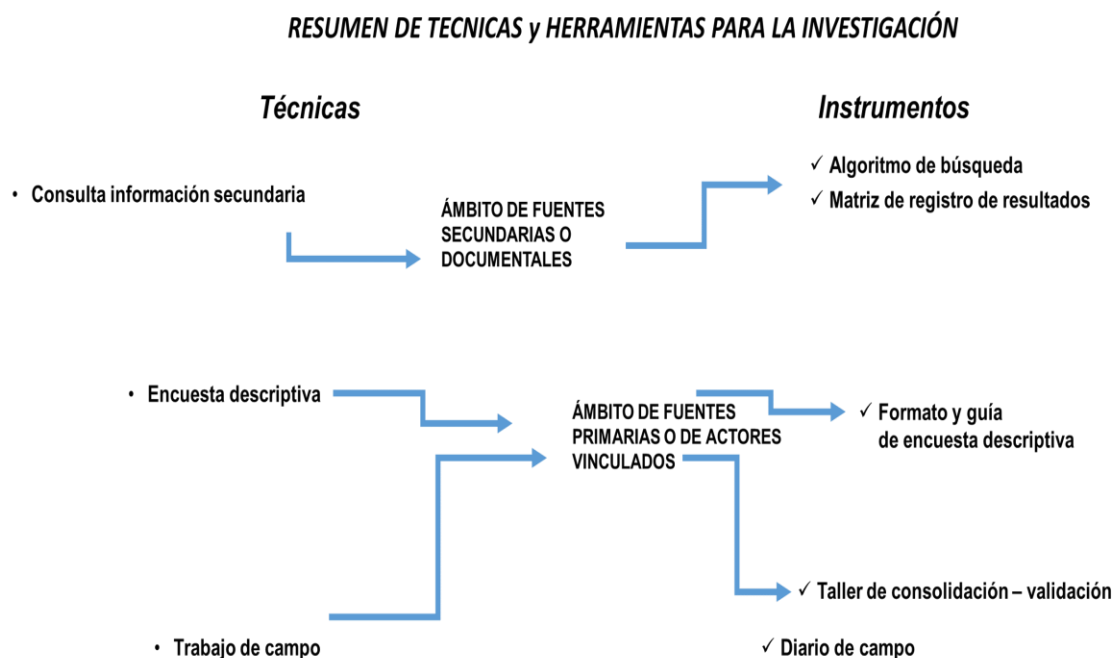 RESUMEN DE TECNICAS y HERRAMIENTAS PARA LA INVESTIGACIÓN
Técnicas
Instrumentos
• Consulta información secundaria
ÁMBITO DE FUENTES
SECUNDARIAS O
DOCUMENTALES
✓ Algoritmo de búsqueda
✓ Matriz de registro de resultados
• Encuesta descriptiva
ÁMBITO DE FUENTES
PRIMARIAS O DE ACTORES
VINCULADOS
✓ Formato y guía
de encuesta descriptiva
✓ Taller de consolidación – validación
• Trabajo de campo
✓ Diario de campo